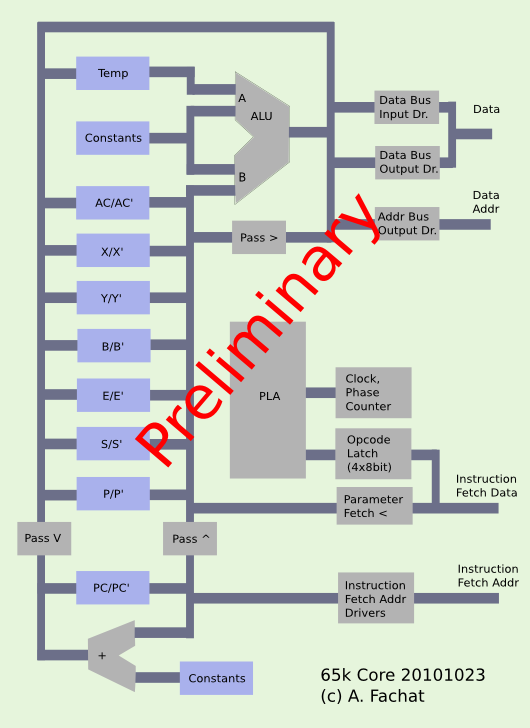 Temp
A
ALU
Data Bus
Input Dr.
Data
Constants
Data Bus
Output Dr.
B
AC/AC'
Data
Addr
Addr Bus
Output Dr.
Pass >
X/X'
Y/Y'
B/B'
Preliminary
E/E'
PLA
Clock,
Phase
Counter
S/S'
Opcode
Latch
(4x8bit)
P/P'
Parameter
Fetch <
Instruction
Fetch Data
Pass V
Pass ^
PC/PC'
Instruction
Fetch Addr
Drivers
Instruction
Fetch Addr
+
Constants
65k Core 20101023
(c) A. Fachat